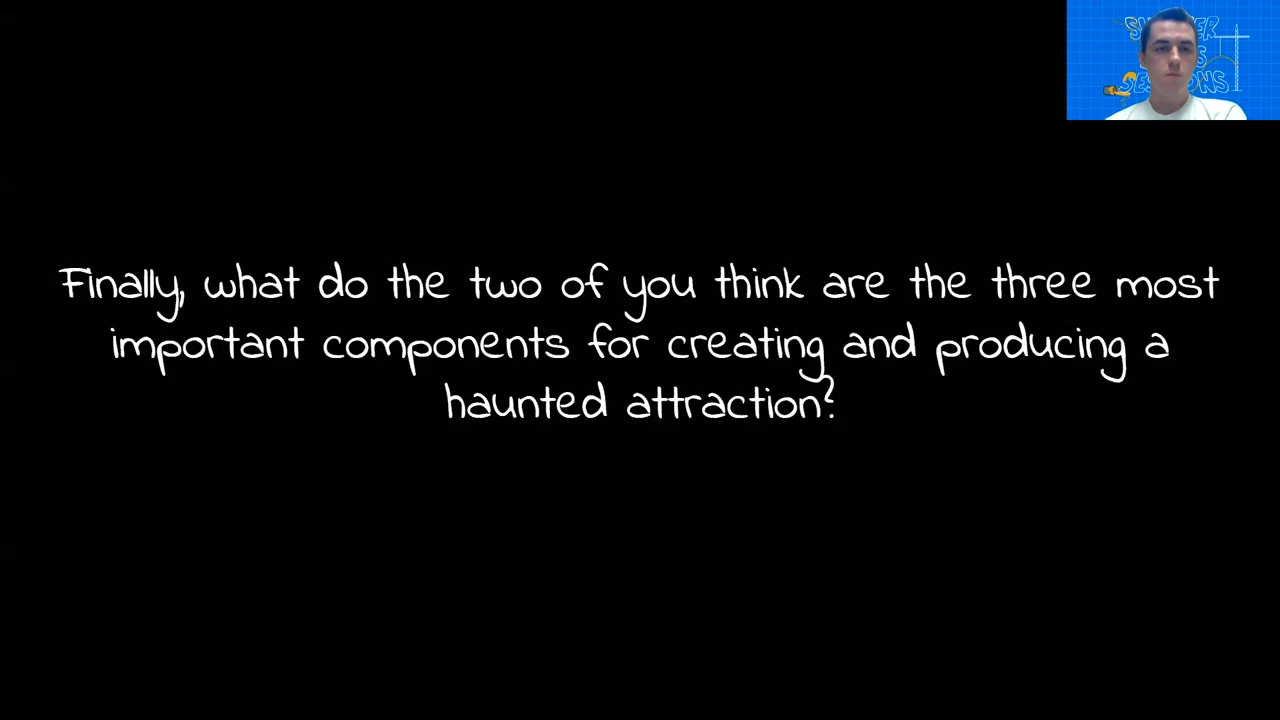 Finally, what do the two of you think are the three most
important components for creating and producing a
haunted attraction?